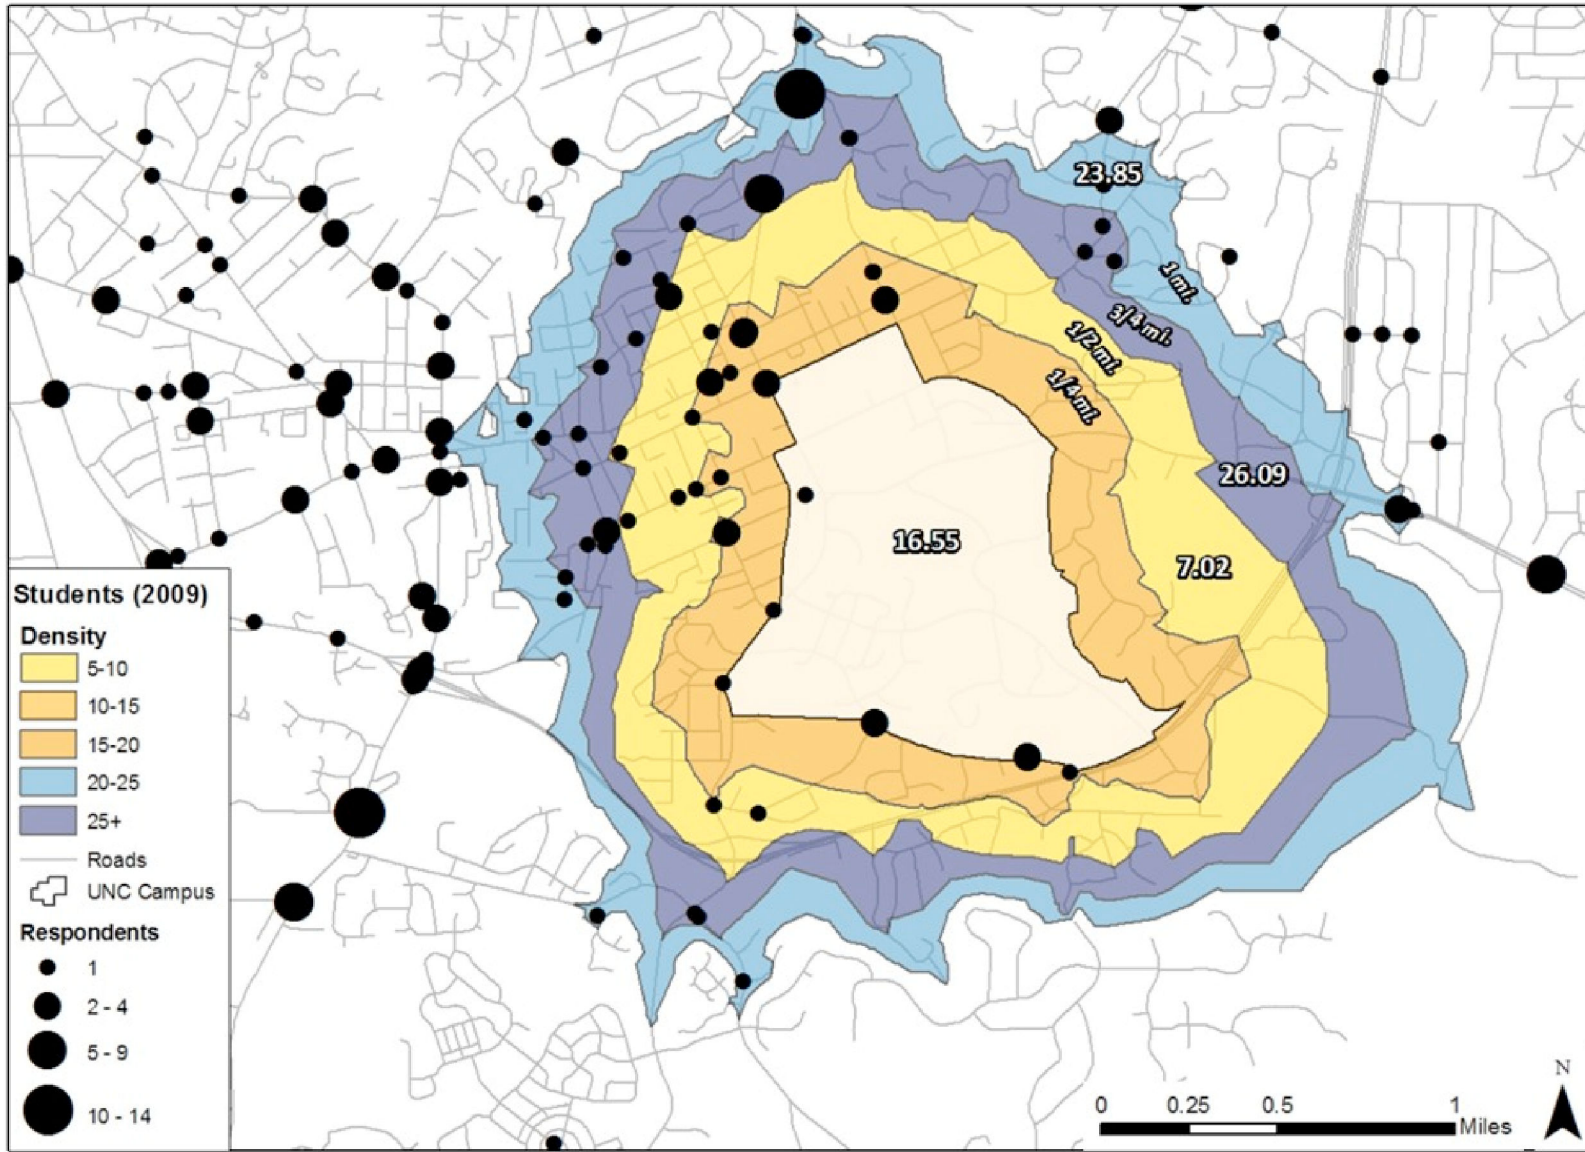 23.85
1 mi.
3/4 mi.
1/2 mi.
1/4 mi.
26.09
16.55
7.02
Students (2009)
Density
5-10
10-15
15-20
20-25
25+
Roads
UNC Campus
Respondents
1
2 - 4
5 - 9
10 - 14
N
0 0.25 0.5 1
Miles